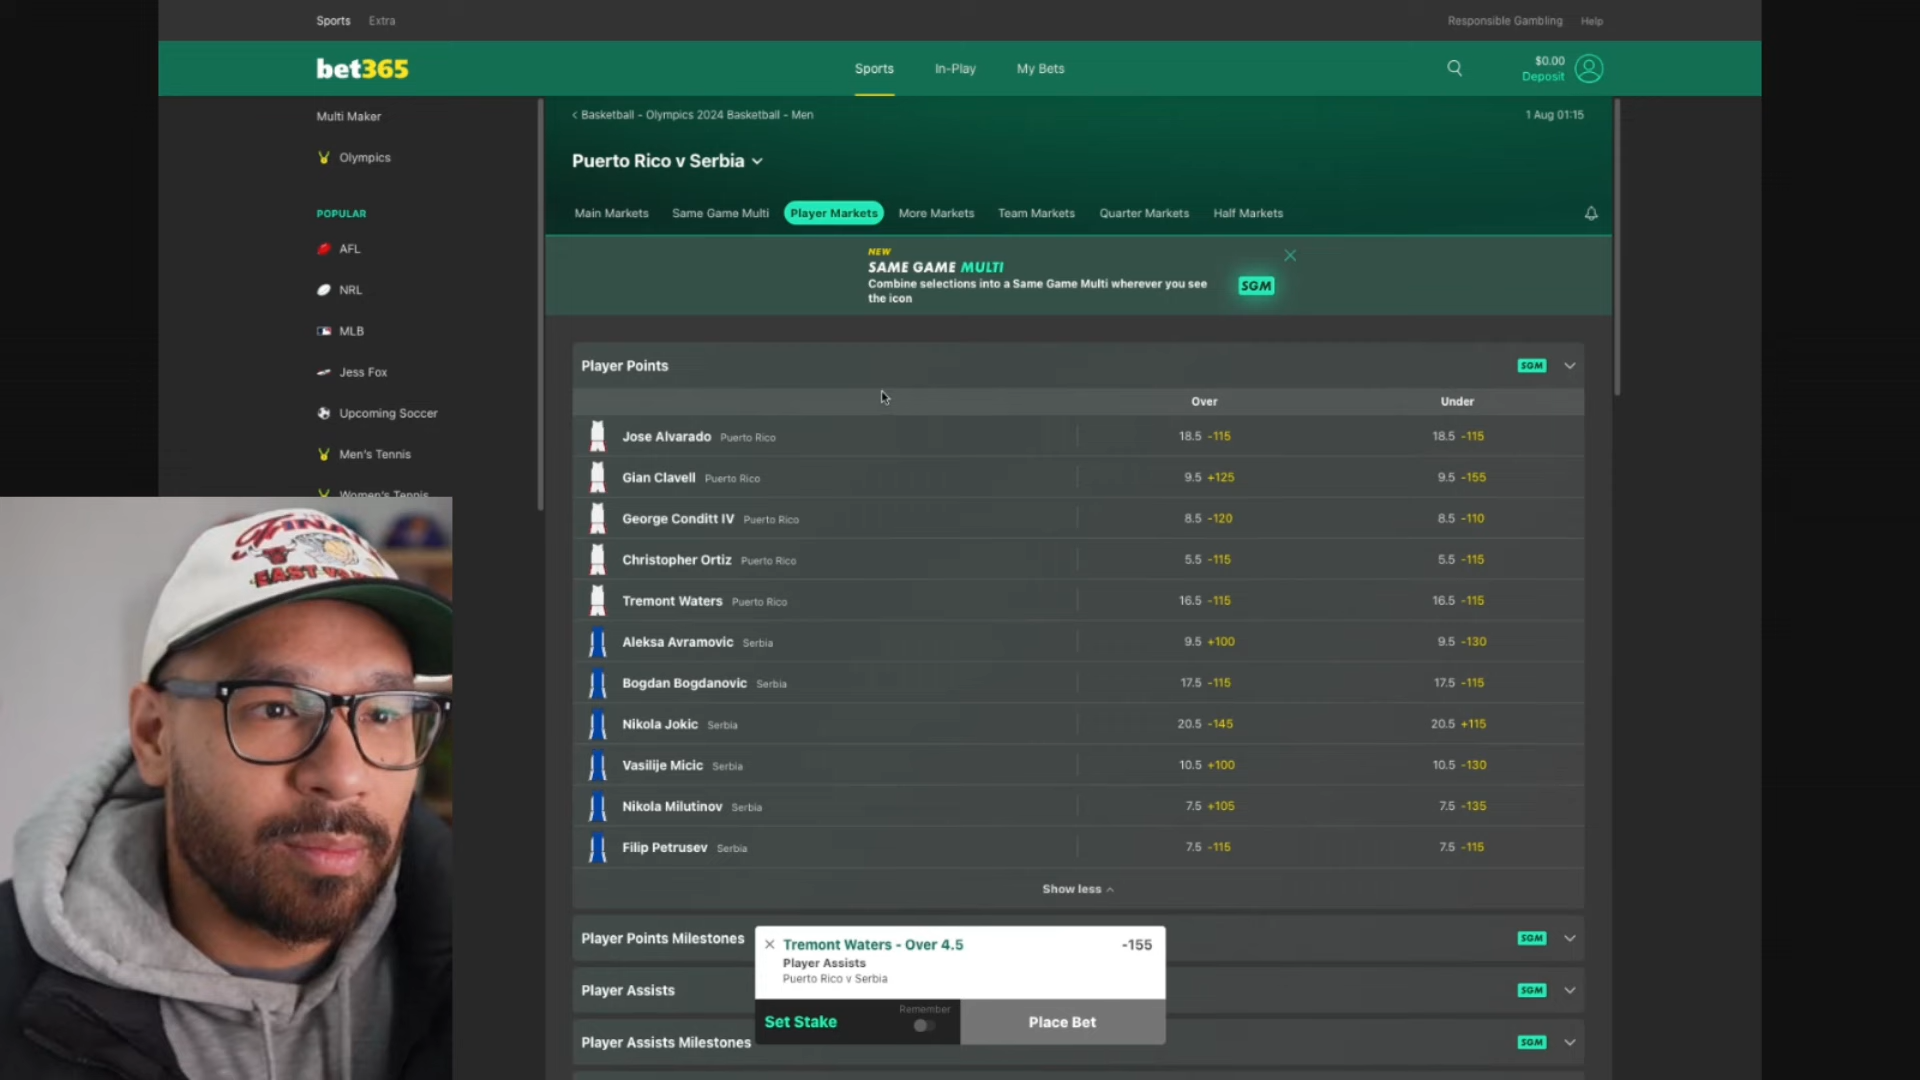 Sports Extra Responsible Gambling Help
bet365 Sports In-Play My Bets $0.00
Deposit
Multi Maker
Olympics
POPULAR
AFL
NRL
MLB
Jess Fox
Upcoming Soccer
Men's Tennis
Women's Tennis
< Basketball - Olympics 2024 Basketball - Men 1 Aug 01:15
Puerto Rico v Serbia
Main Markets Same Game Multi Player Markets More Markets Team Markets Quarter Markets Half Markets
NEW
SAME GAME MULTI
Combine selections into a Same Game Multi wherever you see
the icon
SGM
Player Points SGM
Over Under
Jose Alvarado Puerto Rico 18.5 -115 18.5 -115
Gian Clavell Puerto Rico 9.5 +125 9.5 -155
George Conditt IV Puerto Rico 8.5 -120 8.5 -110
Christopher Ortiz Puerto Rico 5.5 -115 5.5 -115
Tremont Waters Puerto Rico 16.5 -115 16.5 -115
Aleksa Avramovic Serbia 9.5 +100 9.5 -130
Bogdan Bogdanovic Serbia 17.5 -115 17.5 -115
Nikola Jokic Serbia 20.5 -145 20.5 +115
Vasilije Micic Serbia 10.5 +100 10.5 -130
Nikola Milutinov Serbia 7.5 +105 7.5 -135
Filip Petrusev Serbia 7.5 -115 7.5 -115
Show less
Player Points Milestones SGM
Player Assists SGM
Player Assists Milestones SGM
Tremont Waters - Over 4.5 -155
Player Assists
Puerto Rico v Serbia
Set Stake Remember Place Bet
EAST